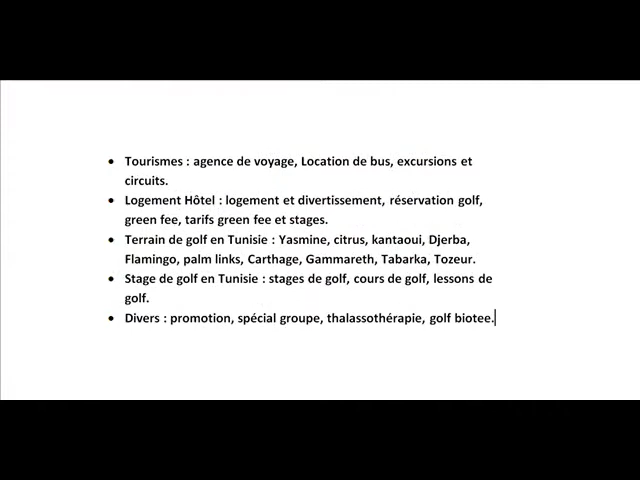 • Tourismes : agence de voyage, Location de bus, excursions et
circuits.
• Logement Hôtel : logement et divertissement, réservation golf,
green fee, tarifs green fee et stages.
• Terrain de golf en Tunisie : Yasmine, citrus, kantaoui, Djerba,
Flamingo, palm links, Carthage, Gammareth, Tabarka, Tozeur.
• Stage de golf en Tunisie : stages de golf, cours de golf, lessons de
golf.
• Divers : promotion, spécial groupe, thalassothérapie, golf biotee.